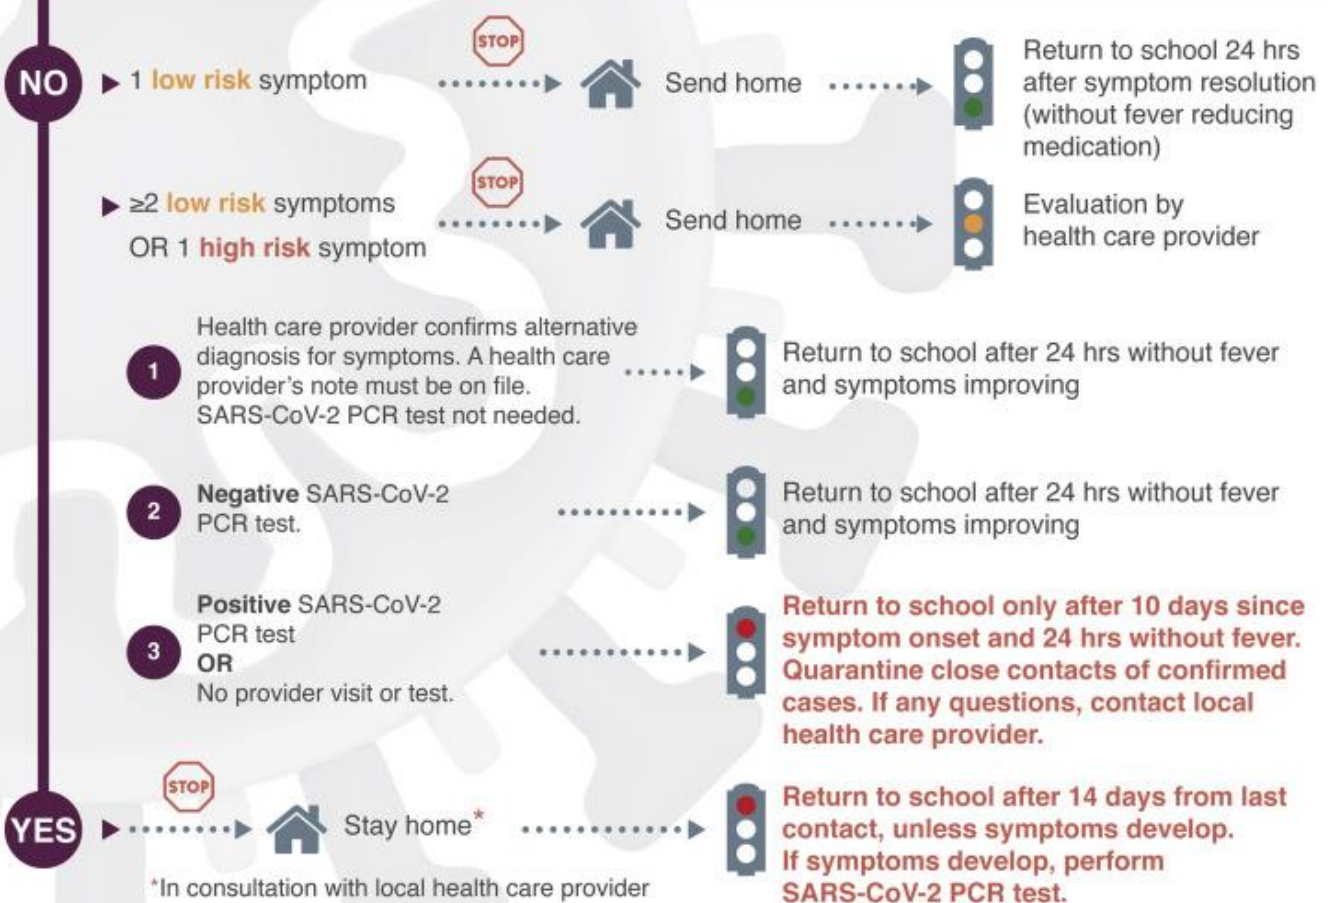 STOP
NO
1 low risk symptom
Send home
Return to school 24 hrs
after symptom resolution
(without fever reducing
medication)
STOP
≥2 low risk symptoms
OR 1 high risk symptom
Send home
Evaluation by
health care provider
1
Health care provider confirms alternative
diagnosis for symptoms. A health care
provider's note must be on file.
SARS-CoV-2 PCR test not needed.
Return to school after 24 hrs without fever
and symptoms improving
2
Negative SARS-CoV-2
PCR test.
Return to school after 24 hrs without fever
and symptoms improving
3
Positive SARS-CoV-2
PCR test
OR
No provider visit or test.
Return to school only after 10 days since
symptom onset and 24 hrs without fever.
Quarantine close contacts of confirmed
cases. If any questions, contact local
health care provider.
STOP
YES
Stay home*
Return to school after 14 days from last
contact, unless symptoms develop.
If symptoms develop, perform
SARS-CoV-2 PCR test.
*In consultation with local health care provider